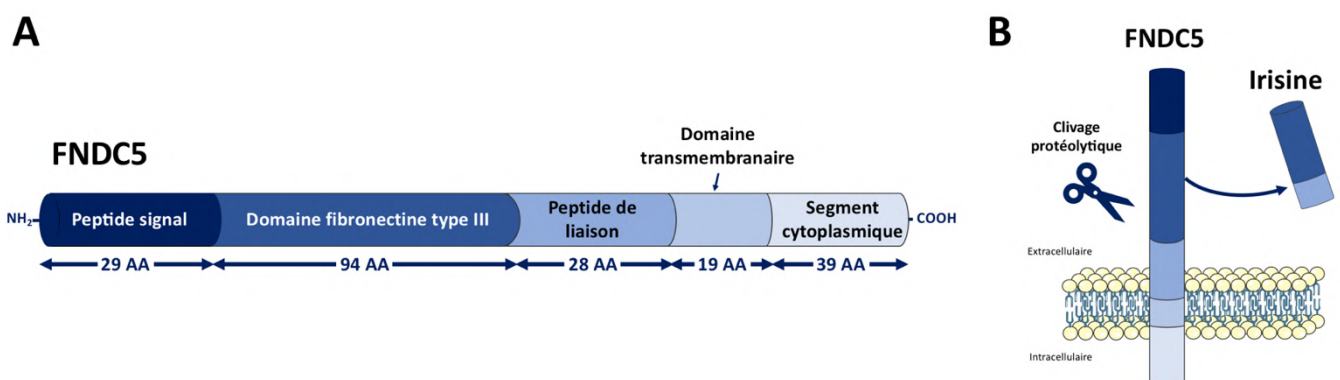 A
FNDC5
NH2
Peptide signal
Domaine fibronectine type III
Peptide de
liaison
Domaine
transmembranaire
Segment
cytoplasmique
COOH
29 AA
94 AA
28 AA
19 AA
39 AA
B
FNDC5
Irisine
Clivage
protéolytique
Extracellulaire
Intracellulaire